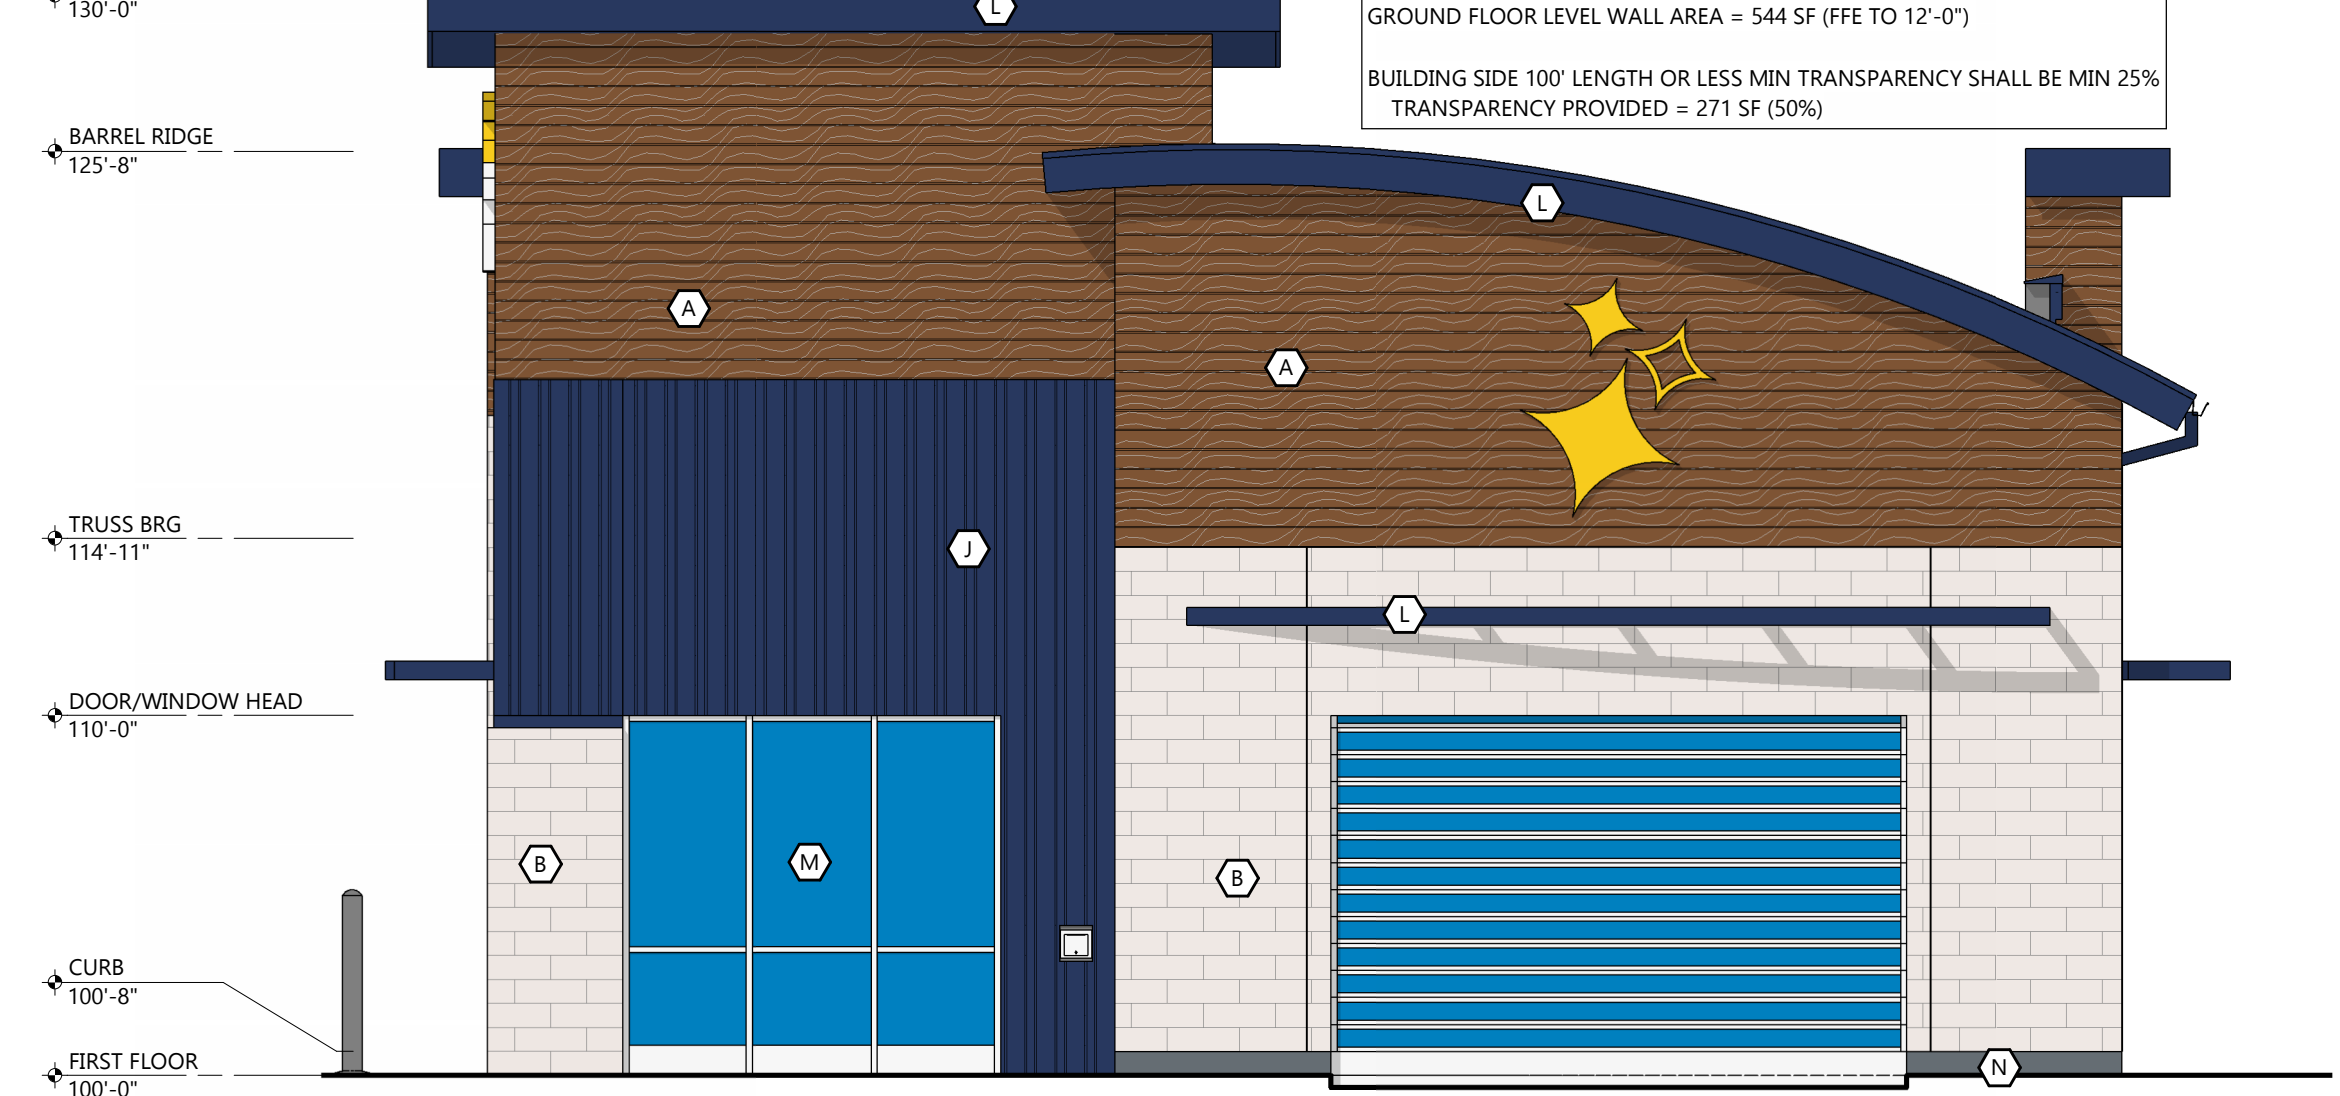 130'-0"
L
GROUND FLOOR LEVEL WALL AREA = 544 SF (FFE TO 12'-0")
BUILDING SIDE 100' LENGTH OR LESS MIN TRANSPARENCY SHALL BE MIN 25%
TRANSPARENCY PROVIDED = 271 SF (50%)
BARREL RIDGE
125'-8"
L
A
A
TRUSS BRG
114'-11"
J
L
DOOR/WINDOW HEAD
110'-0"
B
M
B
CURB
100'-8"
FIRST FLOOR
100'-0"
N